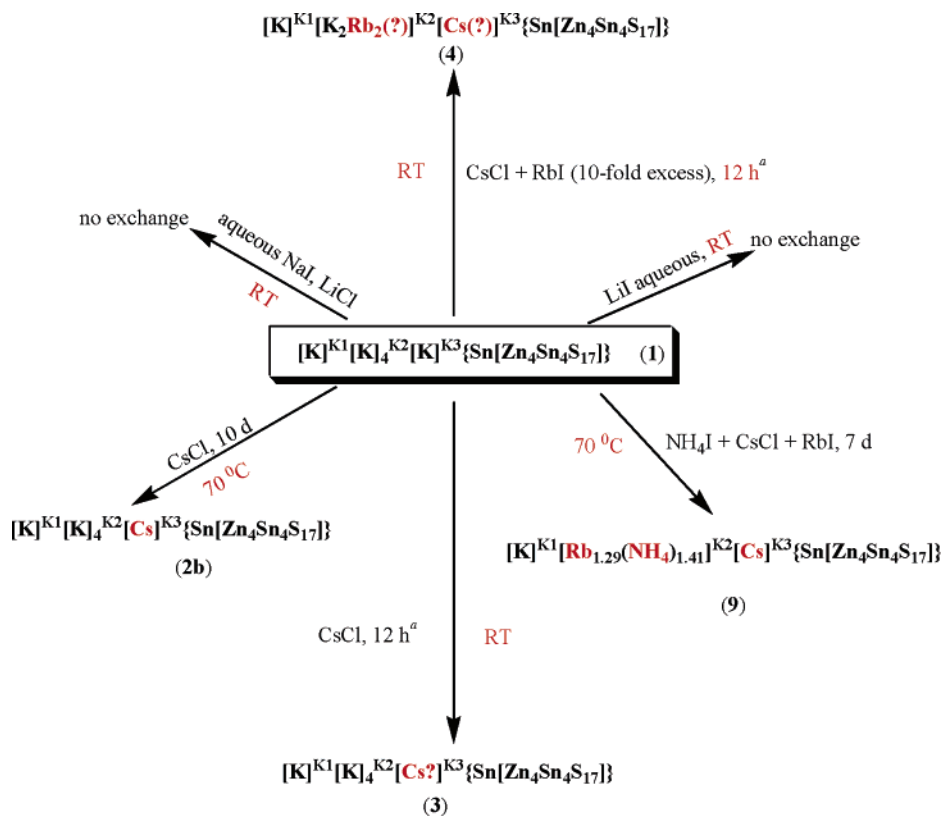 [K]ᴷ¹[K₂Rb₂(?)]ᴷ²[Cs(?)]ᴷ³{Sn[Zn₄Sn₄S₁₇]}
(4)
RT
CsCl + RbI (10-fold excess), 12 hᵃ
no exchange
aqueous NaI, LiCl
RT
LiI aqueous, RT
no exchange
[K]ᴷ¹[K]₄ᴷ²[K]ᴷ³{Sn[Zn₄Sn₄S₁₇]} (1)
CsCl, 10 d
70 ⁰C
70 ⁰C
NH₄I + CsCl + RbI, 7 d
[K]ᴷ¹[K]₄ᴷ²[Cs]ᴷ³{Sn[Zn₄Sn₄S₁₇]}
(2b)
[K]ᴷ¹[Rb₁.₂₉(NH₄)₁.₄₁]ᴷ²[Cs]ᴷ³{Sn[Zn₄Sn₄S₁₇]}
(9)
CsCl, 12 hᵃ
RT
[K]ᴷ¹[K]₄ᴷ²[Cs?]ᴷ³{Sn[Zn₄Sn₄S₁₇]}
(3)